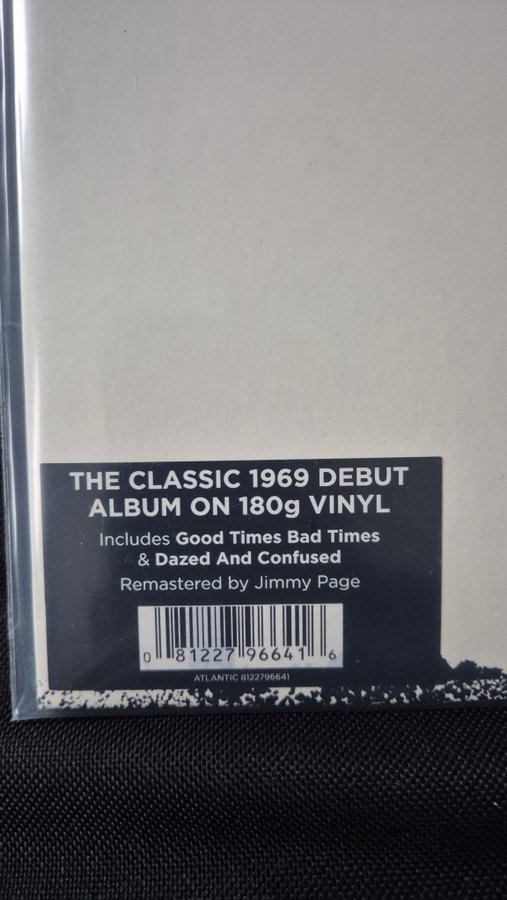 THE CLASSIC 1969 DEBUT
ALBUM ON 180g VINYL
Includes Good Times Bad Times
& Dazed And Confused
Remastered by Jimmy Page
0 81227 96641 6
ATLANTIC 8122796641